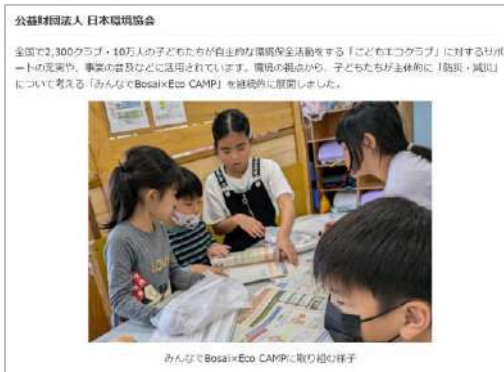 公益財団法人 日本環境協会
全国で2,300クラブ・10万人の子どもたちが自主的な環境保全活動をする「こどもエコクラブ」に対するサポ
ートの充実や、事業の普及などに活用されています。環境の視点から、子どもたちが主体的に「防災・減災」
について考える「みんなでBosai×Eco CAMP」を継続的に展開しました。
みんなでBosai×Eco CAMPに取り組む様子